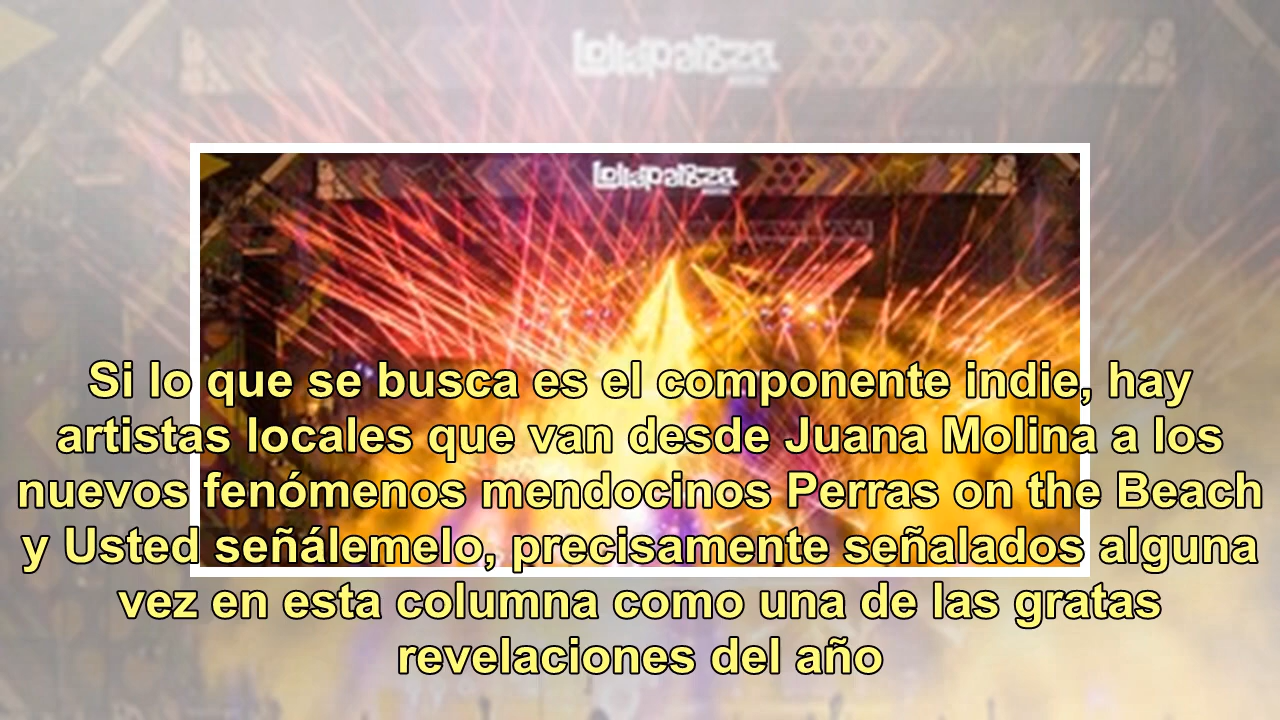 Lollapalooza
Lollapalooza
Si lo que se busca es el componente indie, hay
artistas locales que van desde Juana Molina a los
nuevos fenómenos mendocinos Perras on the Beach
y Usted señálemelo, precisamente señalados alguna
vez en esta columna como una de las gratas
revelaciones del año